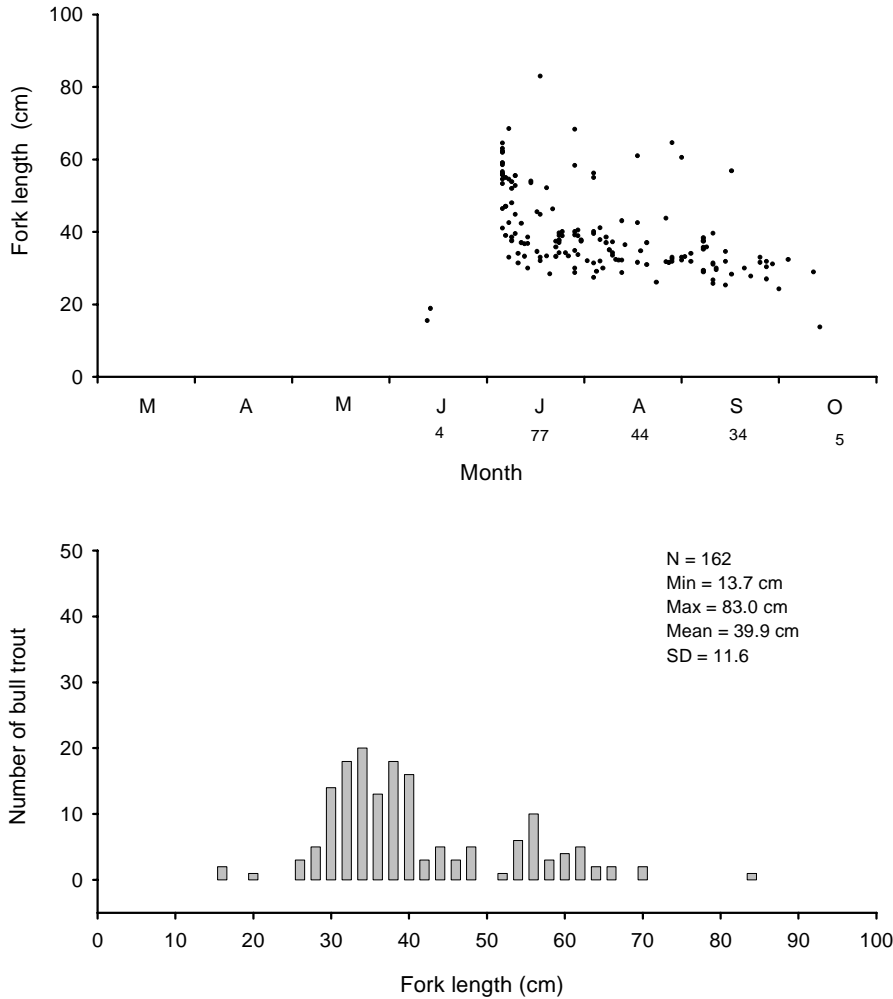 100
80
60
40
20
0
Fork length (cm)
M A M J J A S O
4 77 44 34 5
Month
50
40
30
20
10
0
Number of bull trout
N = 162
Min = 13.7 cm
Max = 83.0 cm
Mean = 39.9 cm
SD = 11.6
0 10 20 30 40 50 60 70 80 90 100
Fork length (cm)